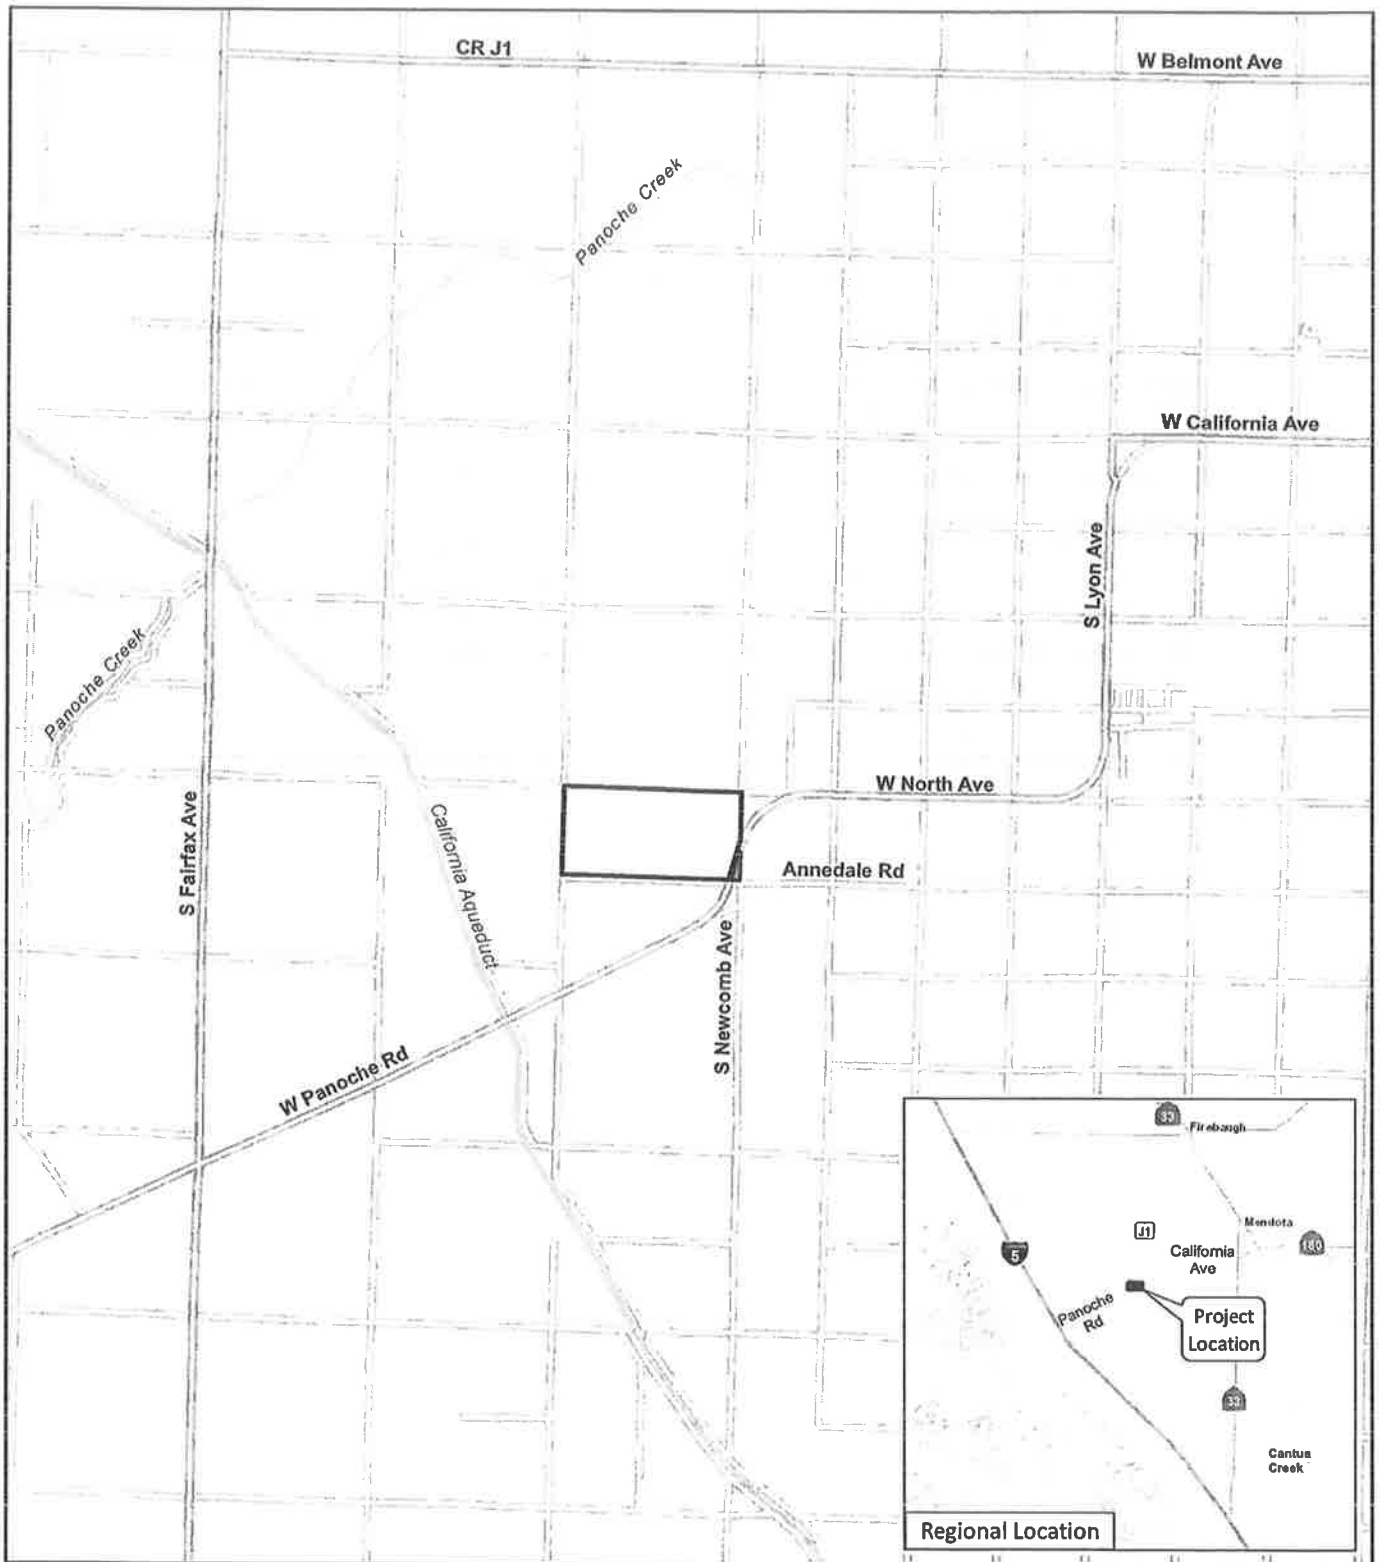 CR J1
W Belmont Ave
Panoche Creek
W California Ave
S Lyon Ave
Panoche Creek
W North Ave
S Fairfax Ave
California Aqueduct
Annedale Rd
S Newcomb Ave
W Panoche Rd
33
Firebaugh
Mendota
J1
180
5
California
Ave
Panoche
Rd
Project
Location
33
Cantua
Creek
Regional Location